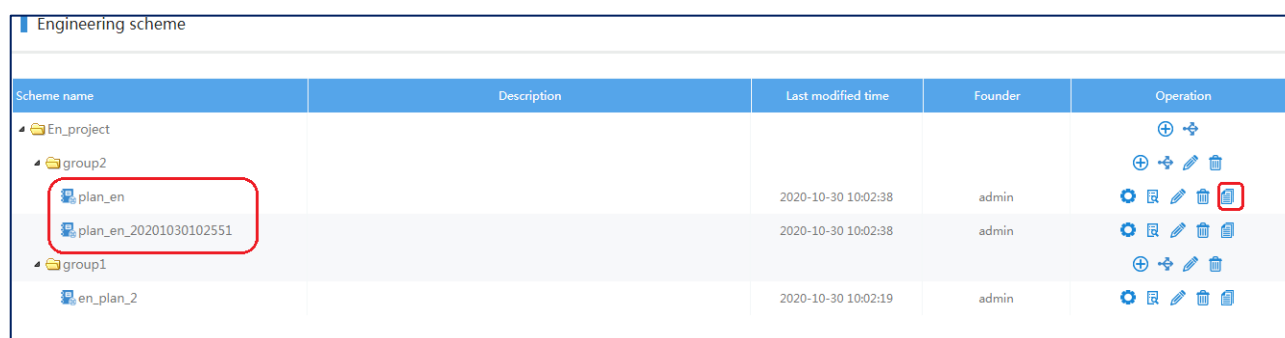 Engineering scheme
Scheme name Description Last modified time Founder Operation
En_project
group2
plan_en 2020-10-30 10:02:38 admin
plan_en_20201030102551 2020-10-30 10:02:38 admin
group1
en_plan_2 2020-10-30 10:02:19 admin